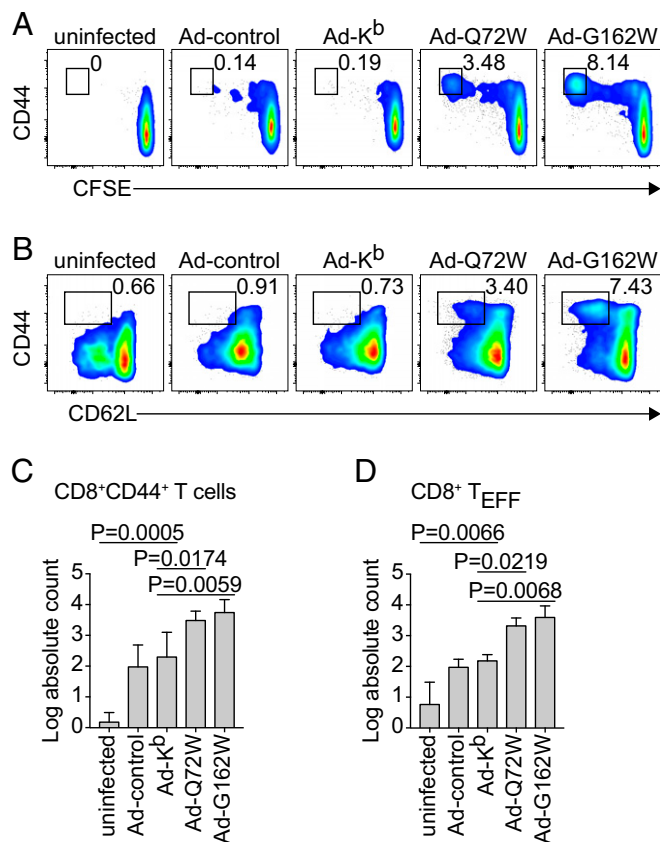 A
uninfected Ad-control Ad-Kb Ad-Q72W Ad-G162W
0 0.14 0.19 3.48 8.14
CD44
CFSE
B
uninfected Ad-control Ad-Kb Ad-Q72W Ad-G162W
0.66 0.91 0.73 3.40 7.43
CD44
CD62L
C
CD8⁺CD44⁺ T cells
P=0.0005
P=0.0174
P=0.0059
Log absolute count
5
4
3
2
1
0
uninfected
Ad-control
Ad-Kb
Ad-Q72W
Ad-G162W
D
CD8⁺ TEFF
P=0.0066
P=0.0219
P=0.0068
Log absolute count
5
4
3
2
1
0
uninfected
Ad-control
Ad-Kb
Ad-Q72W
Ad-G162W